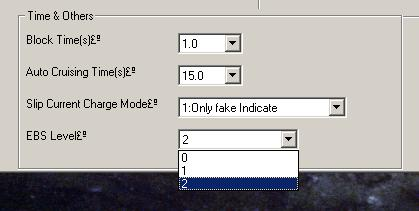 Time & Others
Block Time(s)£º
1.0
Auto Cruising Time(s)£º
15.0
Slip Current Charge Mode£º
1:Only fake Indicate
EBS Level£º
2
0
1
2